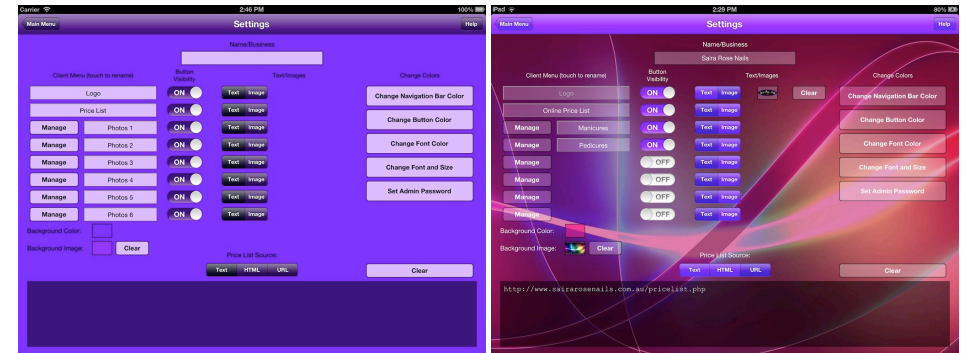 Carrier 2:46 PM 100%
Main Menu Settings Help
Name/Business
Client Menu (touch to rename) Button Visibility Text/Images Change Colors
Logo ON Text Image
Change Navigation Bar Color
Price List ON Text Image
Change Button Color
Manage Photos 1 ON Text Image
Manage Photos 2 ON Text Image
Change Font Color
Manage Photos 3 ON Text Image
Change Font and Size
Manage Photos 4 ON Text Image
Manage Photos 5 ON Text Image
Set Admin Password
Manage Photos 6 ON Text Image
Background Color:
Background Image: Clear
Price List Source:
Text HTML URL Clear
iPad 2:29 PM 80%
Main Menu Settings Help
Name/Business
Saira Rose Nails
Client Menu (touch to rename) Button Visibility Text/Images Change Colors
Logo ON Text Image Clear
Change Navigation Bar Color
Online Price List ON Text Image
Change Button Color
Manage Manicures ON Text Image
Manage Pedicures ON Text Image
Change Font Color
Manage OFF Text Image
Change Font and Size
Manage OFF Text Image
Manage OFF Text Image
Set Admin Password
Manage OFF Text Image
Background Color:
Background Image: Clear
Price List Source:
Text HTML URL Clear
http://www.sairarosenails.com.au/pricelist.php